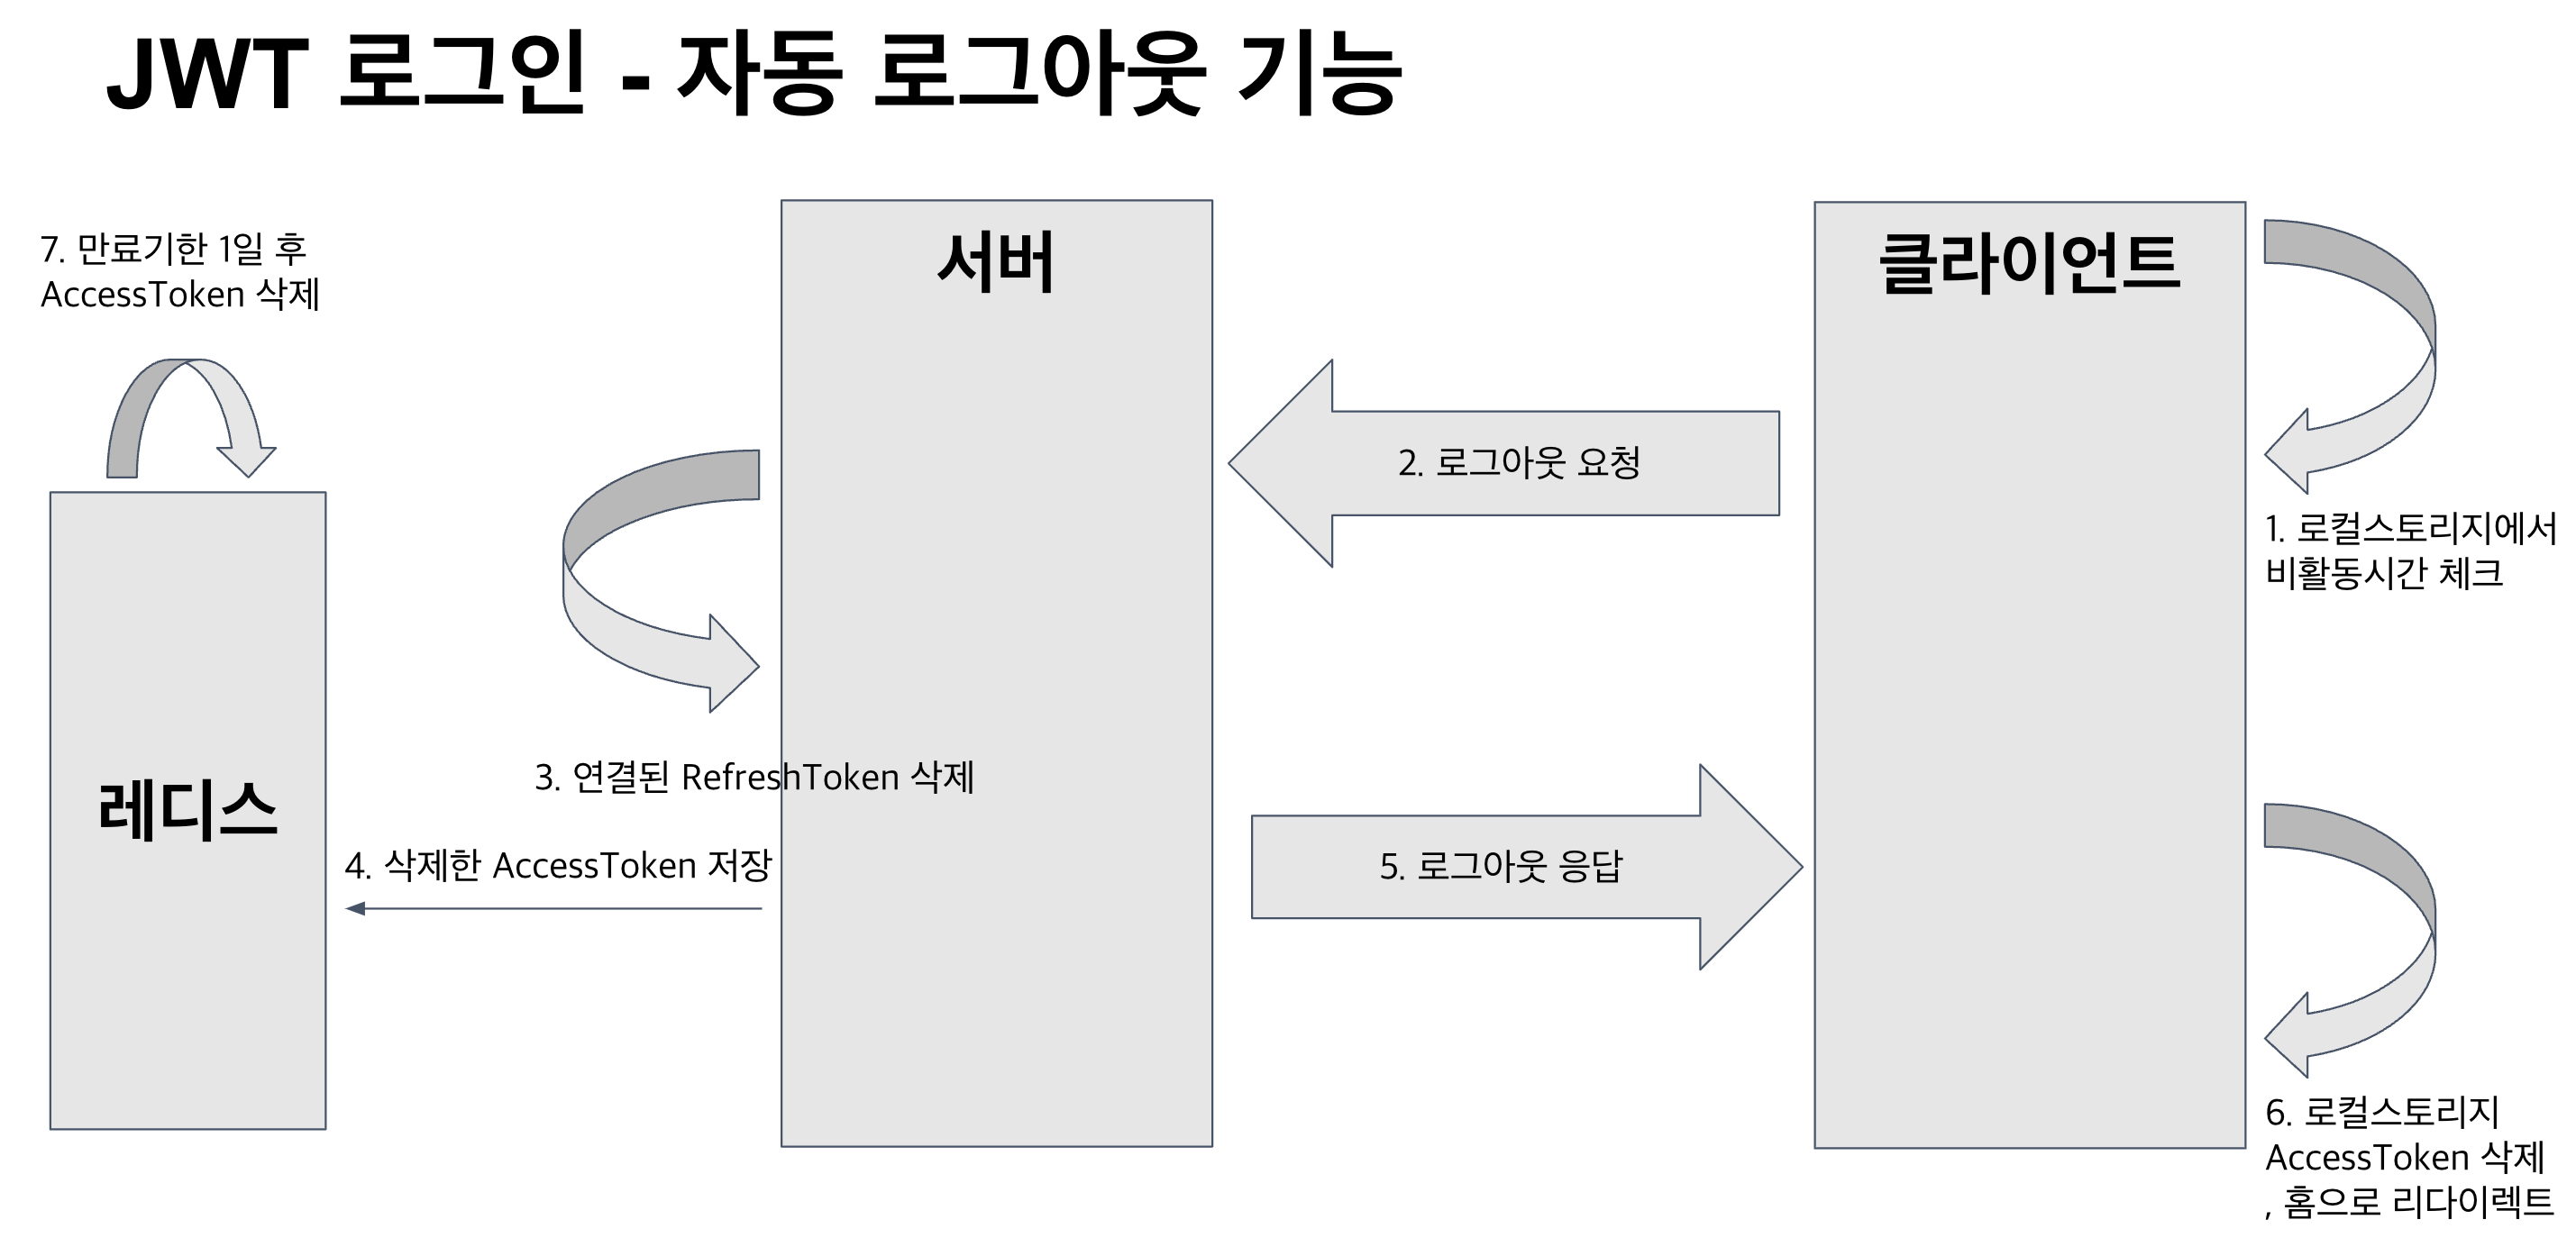 JWT 로그인 - 자동 로그아웃 기능
7. 만료기한 1일 후
AccessToken 삭제
레디스
서버
클라이언트
1. 로컬스토리지에서
비활동시간 체크
2. 로그아웃 요청
3. 연결된 RefreshToken 삭제
4. 삭제한 AccessToken 저장
5. 로그아웃 응답
6. 로컬스토리지
AccessToken 삭제
, 홈으로 리다이렉트